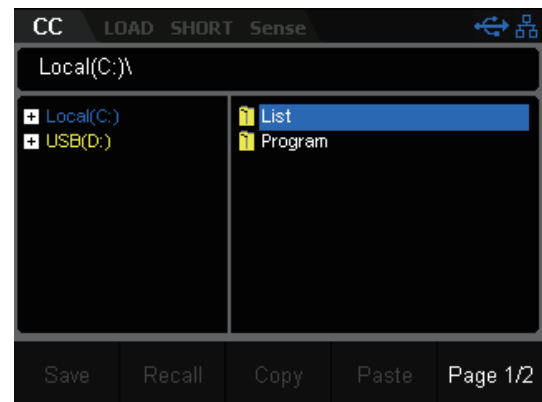 CC LOAD SHORT Sense
Local(C:)\
Local(C:)
USB(D:)
List
Program
Save Recall Copy Paste Page 1/2